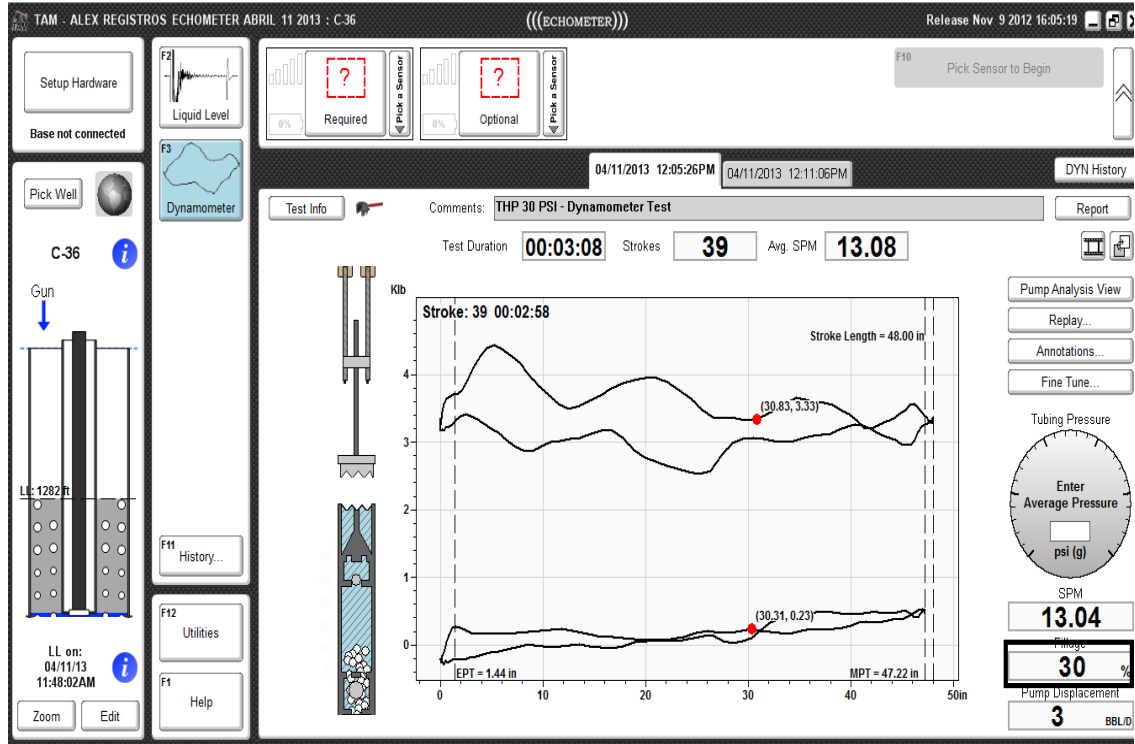 TAM - ALEX REGISTROS ECHOMETER ABRIL 11 2013 : C-36
(((ECHOMETER)))
Release Nov 9 2012 16:05:19
Setup Hardware
Base not connected
Pick Well
C-36
Gun
LL: 1282 ft
LL on:
04/11/13
11:48:02AM
Zoom
Edit
F2
Liquid Level
F3
Dynamometer
F11
History...
F12
Utilities
F1
Help
?
0%
Required
Pick a Sensor
?
0%
Optional
Pick a Sensor
F10
Pick Sensor to Begin
04/11/2013 12:05:26PM
04/11/2013 12:11:06PM
DYN History
Test Info
Comments:
THP 30 PSI - Dynamometer Test
Report
Test Duration
00:03:08
Strokes
39
Avg. SPM
13.08
Klb
Stroke: 39 00:02:58
Stroke Length = 48.00 in
4
(30.83, 3.33)
3
2
1
(30.31, 0.23)
0
EPT = 1.44 in
MPT = 47.22 in
0
10
20
30
40
50in
Pump Analysis View
Replay...
Annotations...
Fine Tune...
Tubing Pressure
Enter
Average Pressure
psi (g)
SPM
13.04
Fillage
30 %
Pump Displacement
3 BBL/D